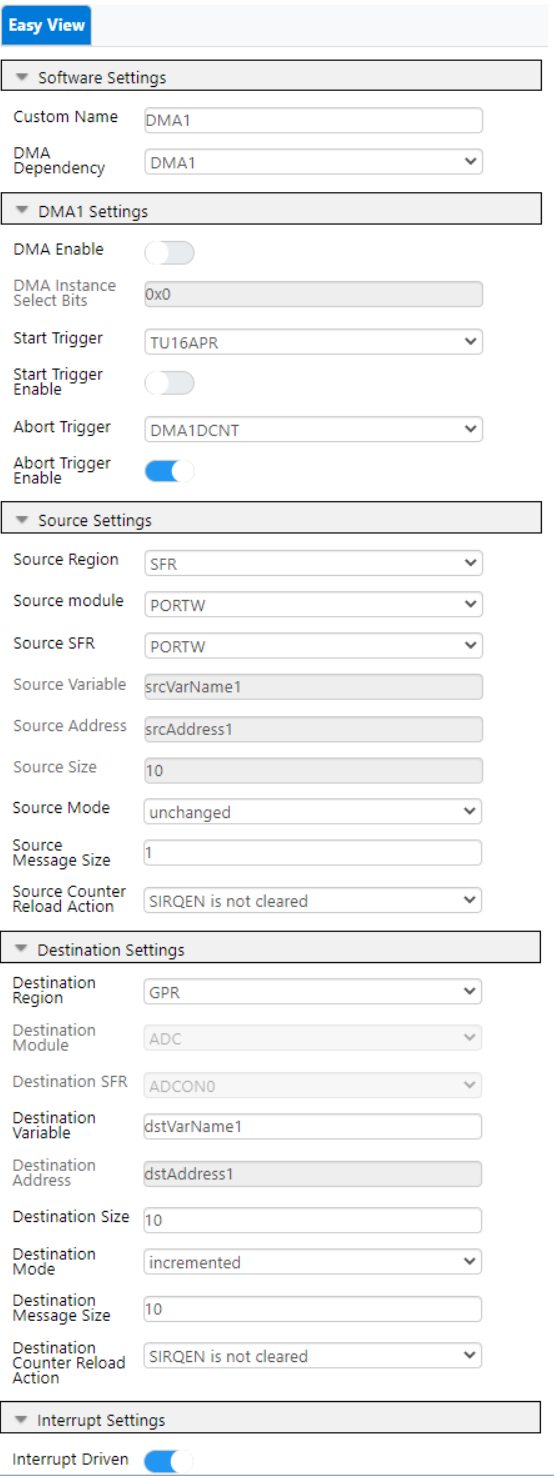 Easy View
Software Settings
Custom Name DMA1
DMA
Dependency DMA1
DMA1 Settings
DMA Enable
DMA Instance
Select Bits 0x0
Start Trigger TU16APR
Start Trigger
Enable
Abort Trigger DMA1DCNT
Abort Trigger
Enable
Source Settings
Source Region SFR
Source module PORTW
Source SFR PORTW
Source Variable srcVarName1
Source Address srcAddress1
Source Size 10
Source Mode unchanged
Source
Message Size 1
Source Counter
Reload Action SIRQEN is not cleared
Destination Settings
Destination
Region GPR
Destination
Module ADC
Destination SFR ADCON0
Destination
Variable dstVarName1
Destination
Address dstAddress1
Destination Size 10
Destination
Mode incremented
Destination
Message Size 10
Destination
Counter Reload
Action SIRQEN is not cleared
Interrupt Settings
Interrupt Driven